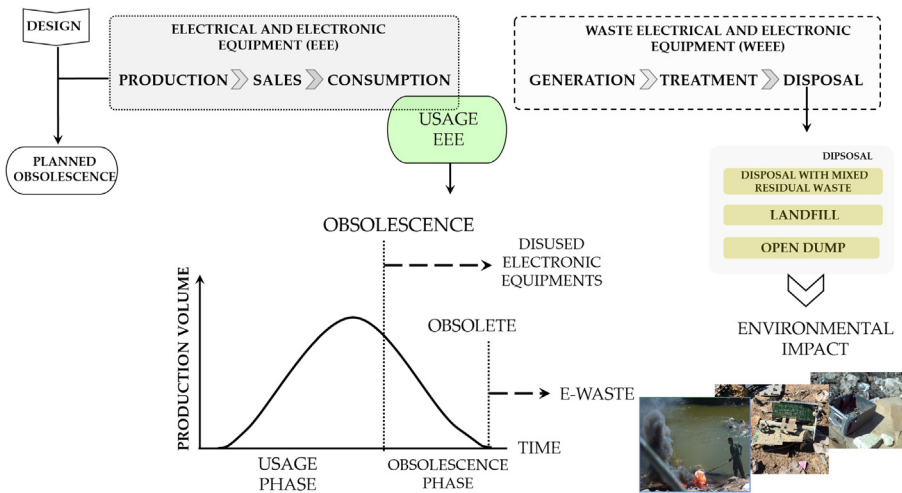 DESIGN
ELECTRICAL AND ELECTRONIC
EQUIPMENT (EEE)
PRODUCTION SALES CONSUMPTION
WASTE ELECTRICAL AND ELECTRONIC
EQUIPMENT (WEEE)
GENERATION TREATMENT DISPOSAL
PLANNED
OBSOLESCENCE
USAGE
EEE
DIPSOSAL
DISPOSAL WITH MIXED
RESIDUAL WASTE
LANDFILL
OPEN DUMP
ENVIRONMENTAL
IMPACT
OBSOLESCENCE
DISUSED
ELECTRONIC
EQUIPMENTS
OBSOLETE
E-WASTE
PRODUCTION VOLUME
TIME
USAGE
PHASE
OBSOLESCENCE
PHASE